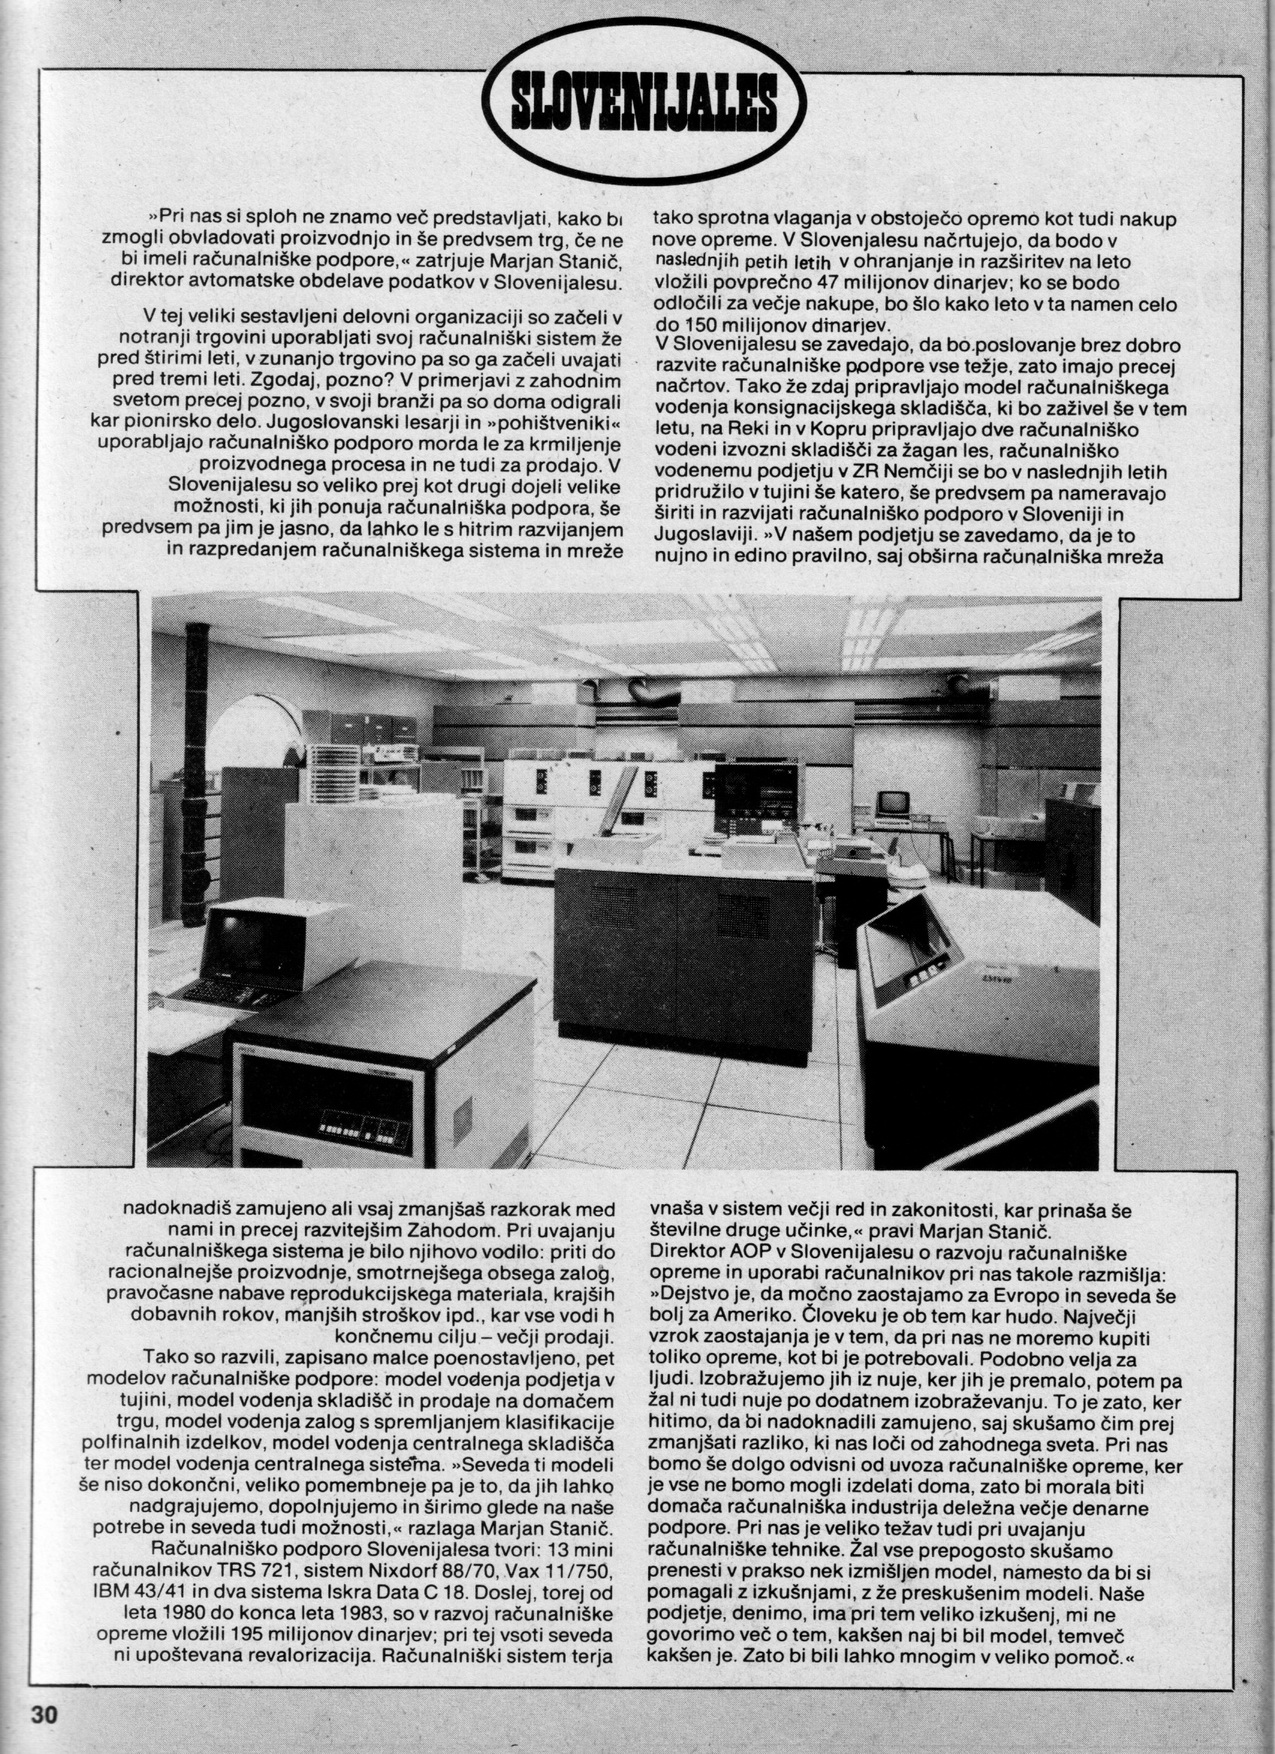 SLOVENIJALES
»Pri nas si sploh ne znamo več predstavljati, kako bi
zmogli obvladovati proizvodnjo in še predvsem trg, če ne
bi imeli računalniške podpore,« zatrjuje Marjan Stanič,
direktor avtomatske obdelave podatkov v Slovenijalesu.
V tej veliki sestavljeni delovni organizaciji so začeli v
notranji trgovini uporabljati svoj računalniški sistem že
pred štirimi leti, v zunanjo trgovino pa so ga začeli uvajati
pred tremi leti. Zgodaj, pozno? V primerjavi z zahodnim
svetom precej pozno, v svoji branži pa so doma odigrali
kar pionirsko delo. Jugoslovanski lesarji in »pohištveniki«
uporabljajo računalniško podporo morda le za krmiljenje
proizvodnega procesa in ne tudi za prodajo. V
Slovenijalesu so veliko prej kot drugi dojeli velike
možnosti, ki jih ponuja računalniška podpora, še
predvsem pa jim je jasno, da lahko le s hitrim razvijanjem
in razpredanjem računalniškega sistema in mreže
nadoknadiš zamujeno ali vsaj zmanjšaš razkorak med
nami in precej razvitejšim Zahodom. Pri uvajanju
računalniškega sistema je bilo njihovo vodilo: priti do
racionalnejše proizvodnje, smotrnejšega obsega zalog,
pravočasne nabave reprodukcijskega materiala, krajših
dobavnih rokov, manjših stroškov ipd., kar vse vodi h
končnemu cilju – večji prodaji.
Tako so razvili, zapisano malce poenostavljeno, pet
modelov računalniške podpore: model vodenja podjetja v
tujini, model vodenja skladišč in prodaje na domačem
trgu, model vodenja zalog s spremljanjem klasifikacije
polfinalnih izdelkov, model vodenja centralnega skladišča
ter model vodenja centralnega sistema. »Seveda ti modeli
še niso dokončni, veliko pomembneje pa je to, da jih lahko
nadgrajujemo, dopolnjujemo in širimo glede na naše
potrebe in seveda tudi možnosti,« razlaga Marjan Stanič.
Računalniško podporo Slovenijalesa tvori: 13 mini
računalnikov TRS 721, sistem Nixdorf 88/70, Vax 11/750,
IBM 43/41 in dva sistema Iskra Data C 18. Doslej, torej od
leta 1980 do konca leta 1983, so v razvoj računalniške
opreme vložili 195 milijonov dinarjev; pri tej vsoti seveda
ni upoštevana revalorizacija. Računalniški sistem terja
tako sprotna vlaganja v obstoječo opremo kot tudi nakup
nove opreme. V Slovenjalesu načrtujejo, da bodo v
naslednjih petih letih v ohranjanje in razširitev na leto
vložili povprečno 47 milijonov dinarjev; ko se bodo
odločili za večje nakupe, bo šlo kako leto v ta namen celo
do 150 milijonov dinarjev.
V Slovenijalesu se zavedajo, da bo poslovanje brez dobro
razvite računalniške podpore vse težje, zato imajo precej
načrtov. Tako že zdaj pripravljajo model računalniškega
vodenja konsignacijskega skladišča, ki bo zaživel še v tem
letu, na Reki in v Kopru pripravljajo dve računalniško
vodeni izvozni skladišči za žagan les, računalniško
vodenemu podjetju v ZR Nemčiji se bo v naslednjih letih
pridružilo v tujini še katero, še predvsem pa nameravajo
širiti in razvijati računalniško podporo v Sloveniji in
Jugoslaviji. »V našem podjetju se zavedamo, da je to
nujno in edino pravilno, saj obširna računalniška mreža
vnaša v sistem večji red in zakonitosti, kar prinaša še
številne druge učinke,« pravi Marjan Stanič.
Direktor AOP v Slovenijalesu o razvoju računalniške
opreme in uporabi računalnikov pri nas takole razmišlja:
»Dejstvo je, da močno zaostajamo za Evropo in seveda še
bolj za Ameriko. Človeku je ob tem kar hudo. Največji
vzrok zaostajanja je v tem, da pri nas ne moremo kupiti
toliko opreme, kot bi je potrebovali. Podobno velja za
ljudi. Izobražujemo jih iz nuje, ker jih je premalo, potem pa
žal ni tudi nuje po dodatnem izobraževanju. To je zato, ker
hitimo, da bi nadoknadili zamujeno, saj skušamo čim prej
zmanjšati razliko, ki nas loči od zahodnega sveta. Pri nas
bomo še dolgo odvisni od uvoza računalniške opreme, ker
je vse ne bomo mogli izdelati doma, zato bi morala biti
domača računalniška industrija deležna večje denarne
podpore. Pri nas je veliko težav tudi pri uvajanju
računalniške tehnike. Žal vse prepogosto skušamo
prenesti v prakso nek izmišljen model, namesto da bi si
pomagali z izkušnjami, z že preskušenim modeli. Naše
podjetje, denimo, ima pri tem veliko izkušenj, mi ne
govorimo več o tem, kakšen naj bi bil model, temveč
kakšen je. Zato bi bili lahko mnogim v veliko pomoč.«
30